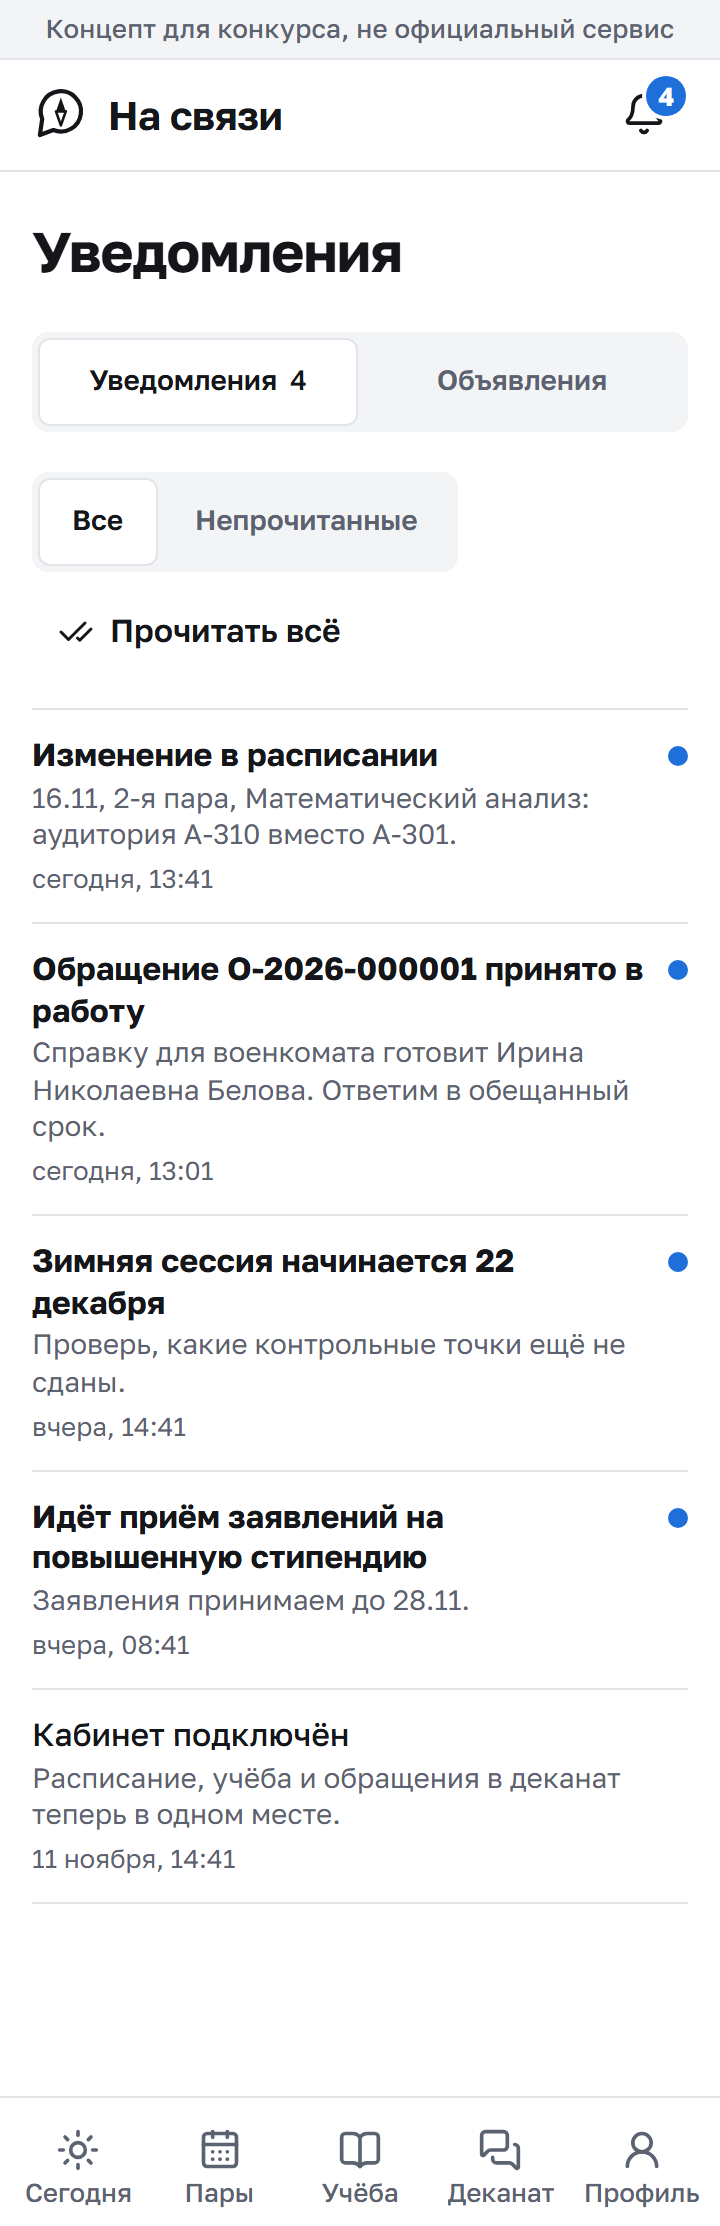 Концепт для конкурса, не официальный сервис
На связи
4
Уведомления
Уведомления 4
Объявления
Все
Непрочитанные
Прочитать всё
Изменение в расписании
16.11, 2-я пара, Математический анализ:
аудитория А-310 вместо А-301.
сегодня, 13:41
Обращение О-2026-000001 принято в
работу
Справку для военкомата готовит Ирина
Николаевна Белова. Ответим в обещанный
срок.
сегодня, 13:01
Зимняя сессия начинается 22
декабря
Проверь, какие контрольные точки ещё не
сданы.
вчера, 14:41
Идёт приём заявлений на
повышенную стипендию
Заявления принимаем до 28.11.
вчера, 08:41
Кабинет подключён
Расписание, учёба и обращения в деканат
теперь в одном месте.
11 ноября, 14:41
Сегодня
Пары
Учёба
Деканат
Профиль